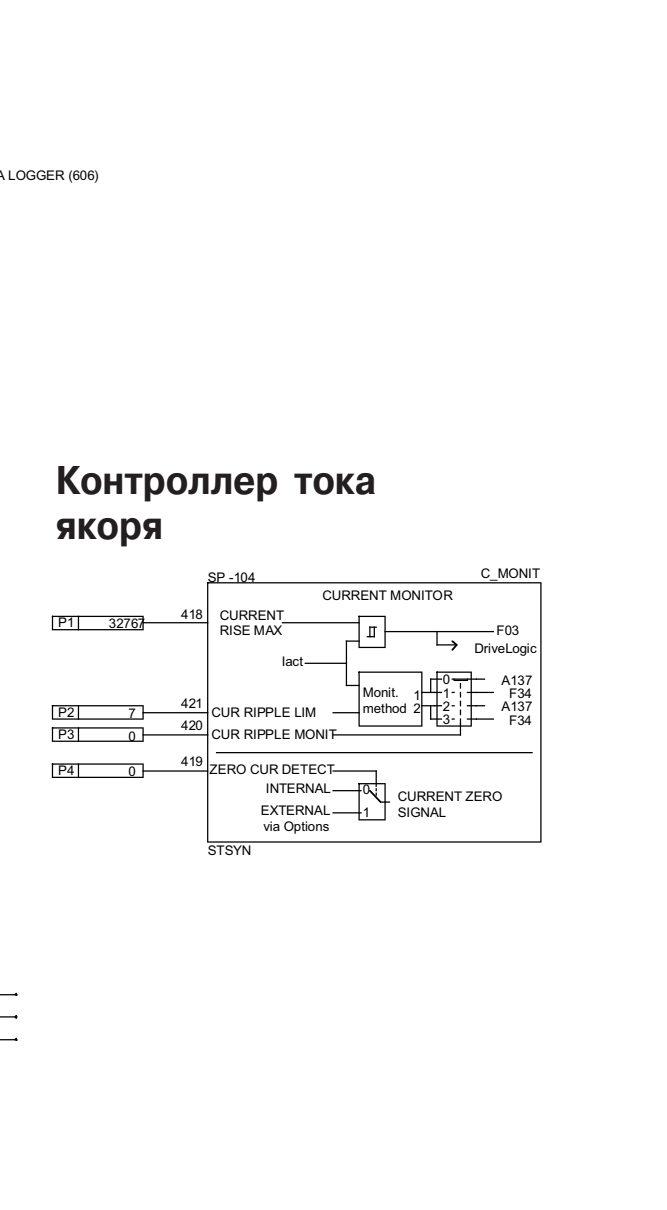 A LOGGER (606)
Контроллер тока
якоря
SP -104 C_MONIT
CURRENT MONITOR
P1 32767 418 CURRENT
RISE MAX
F03
DriveLogic
Iact
Monit.
method
1
2
0
1
2
3
A137
F34
A137
F34
P2 7 421 CUR RIPPLE LIM
P3 0 420 CUR RIPPLE MONIT
P4 0 419 ZERO CUR DETECT
INTERNAL 0
EXTERNAL 1
via Options
CURRENT ZERO
SIGNAL
STSYN